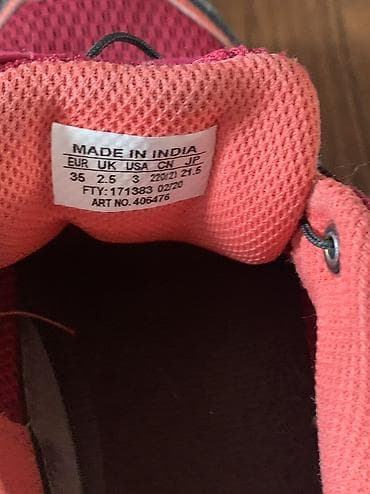 MADE IN INDIA
EUR UK USA CN JP
35 2.5 3 220(2) 21.5
FTY: 171383 02/20
ART NO. 406476